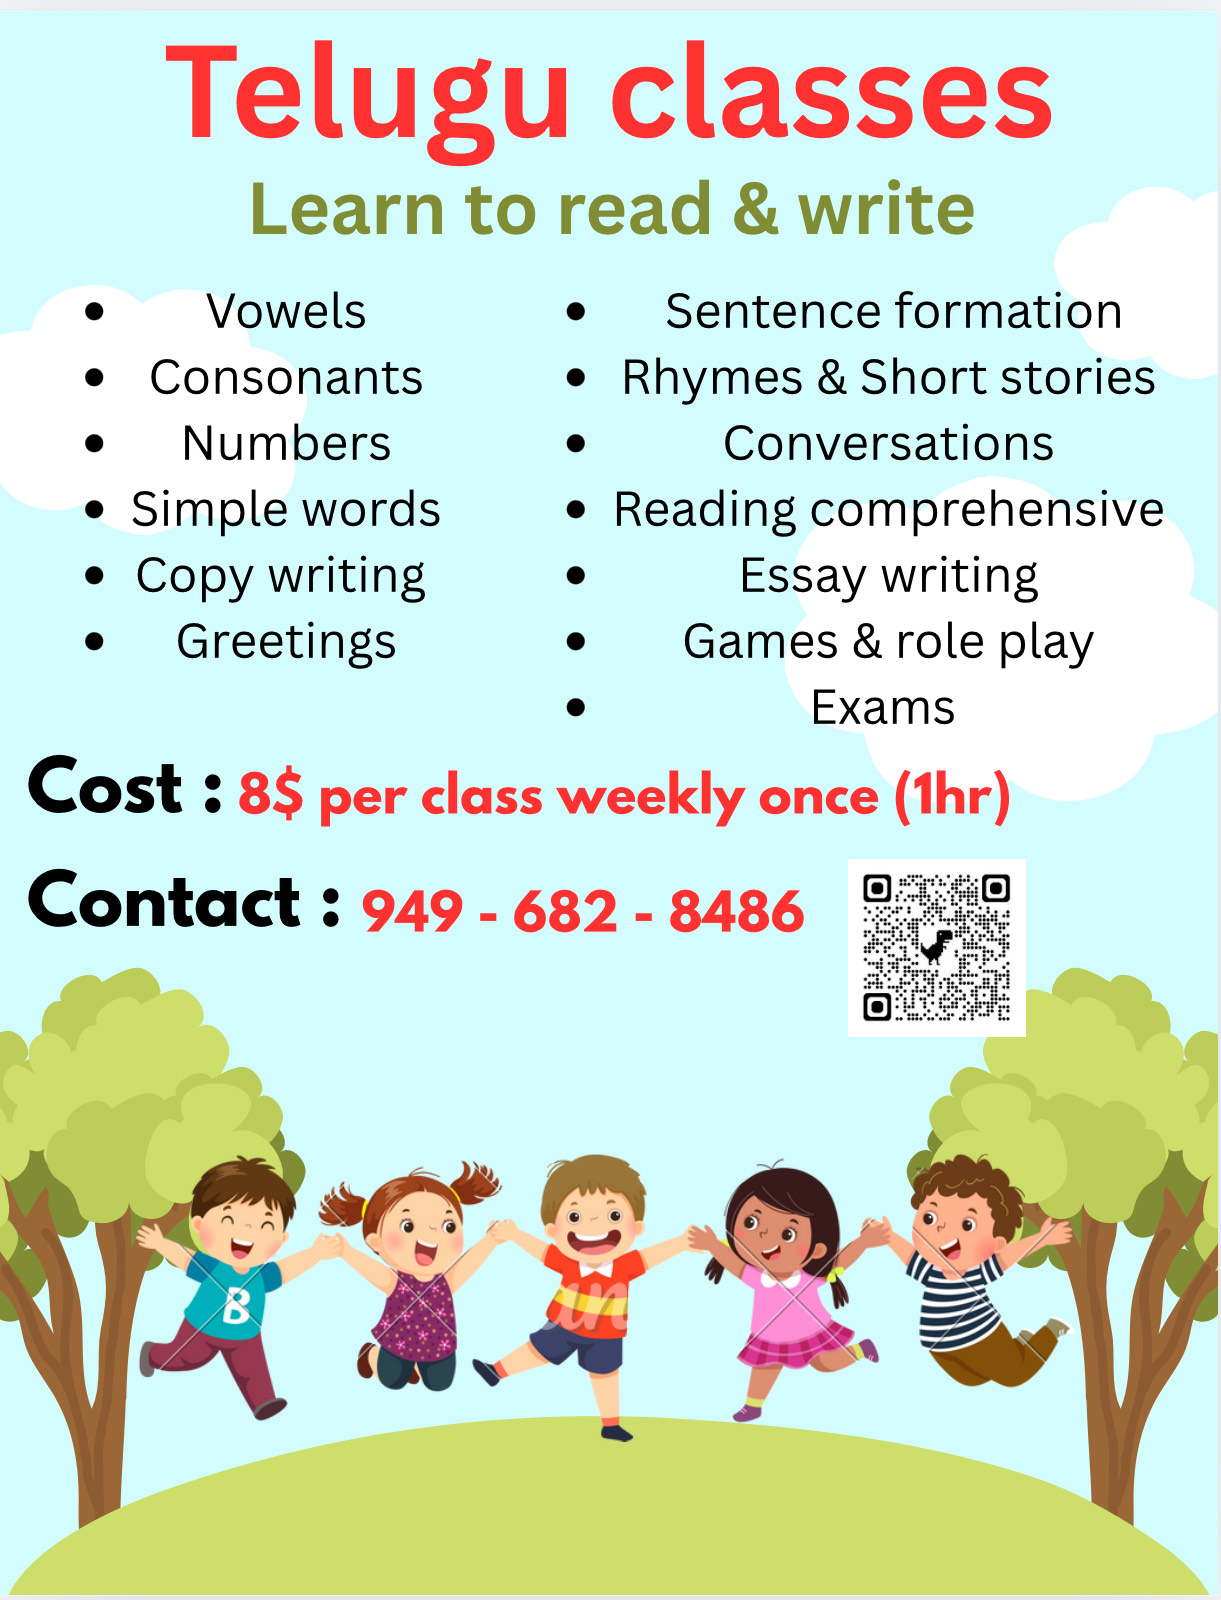 Telugu classes
Learn to read & write
• Vowels
• Consonants
• Numbers
• Simple words
• Copy writing
• Greetings
• Sentence formation
• Rhymes & Short stories
• Conversations
• Reading comprehensive
• Essay writing
• Games & role play
• Exams
Cost : 8$ per class weekly once (1hr)
Contact : 949 - 682 - 8486
B